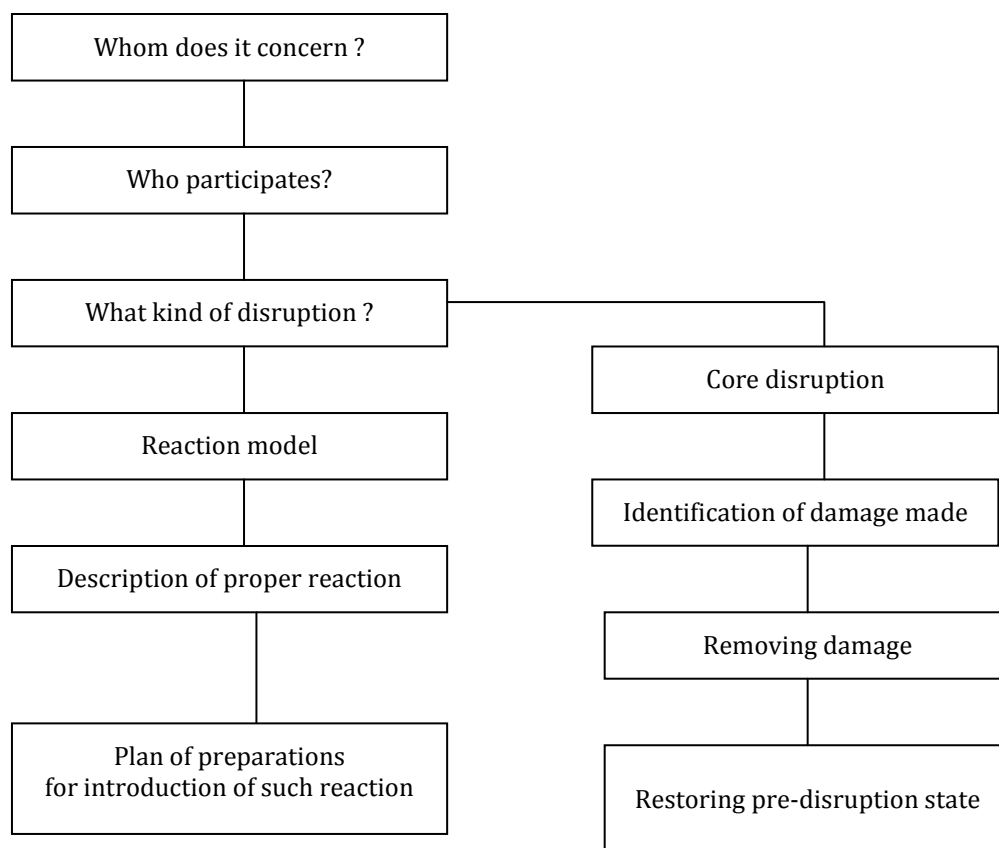 Whom does it concern ?
Who participates?
What kind of disruption ?
Reaction model
Description of proper reaction
Plan of preparations
for introduction of such reaction
Core disruption
Identification of damage made
Removing damage
Restoring pre-disruption state